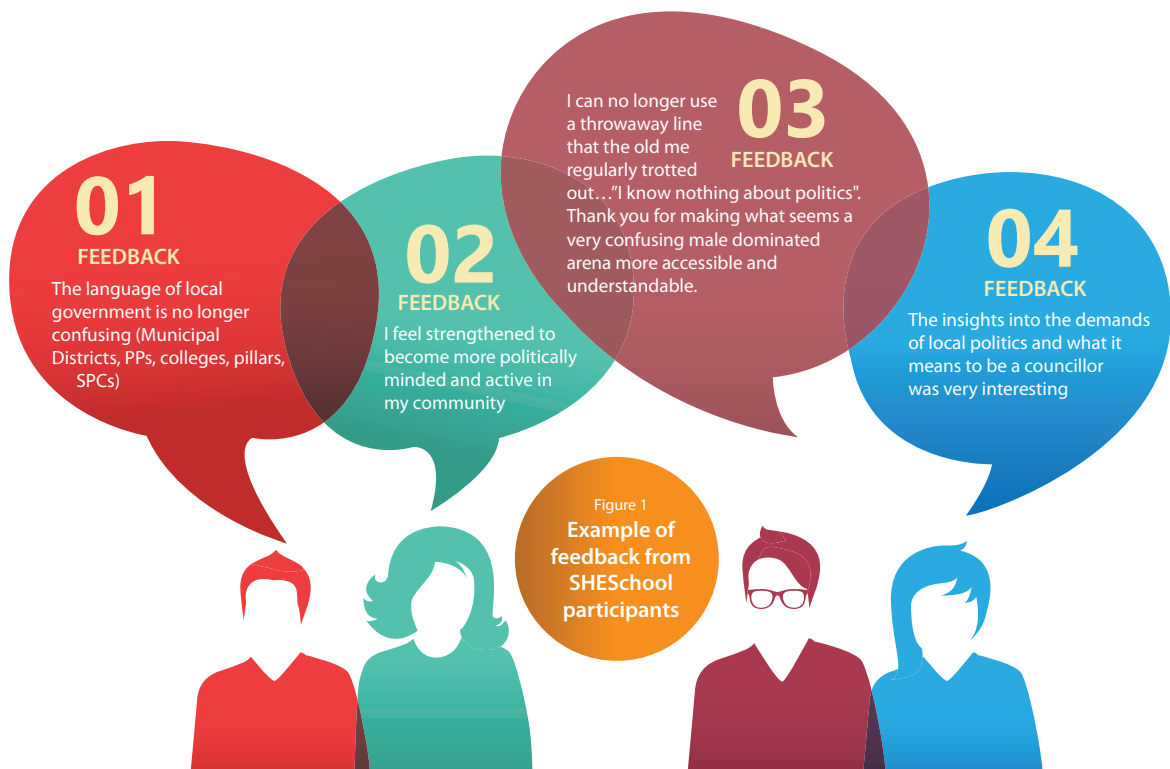 01
FEEDBACK
The language of local
government is no longer
confusing (Municipal
Districts, PPs, colleges, pillars,
SPCs)
02
FEEDBACK
I feel strengthened to
become more politically
minded and active in
my community
03
FEEDBACK
I can no longer use
a throwaway line
that the old me
regularly trotted
out…"I know nothing about politics".
Thank you for making what seems a
very confusing male dominated
arena more accessible and
understandable.
04
FEEDBACK
The insights into the demands
of local politics and what it
means to be a councillor
was very interesting
Figure 1
Example of
feedback from
SHESchool
participants